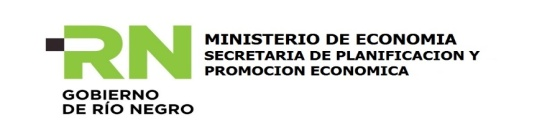 RN
GOBIERNO
DE RÍO NEGRO
MINISTERIO DE ECONOMIA
SECRETARIA DE PLANIFICACION Y
PROMOCION ECONOMICA